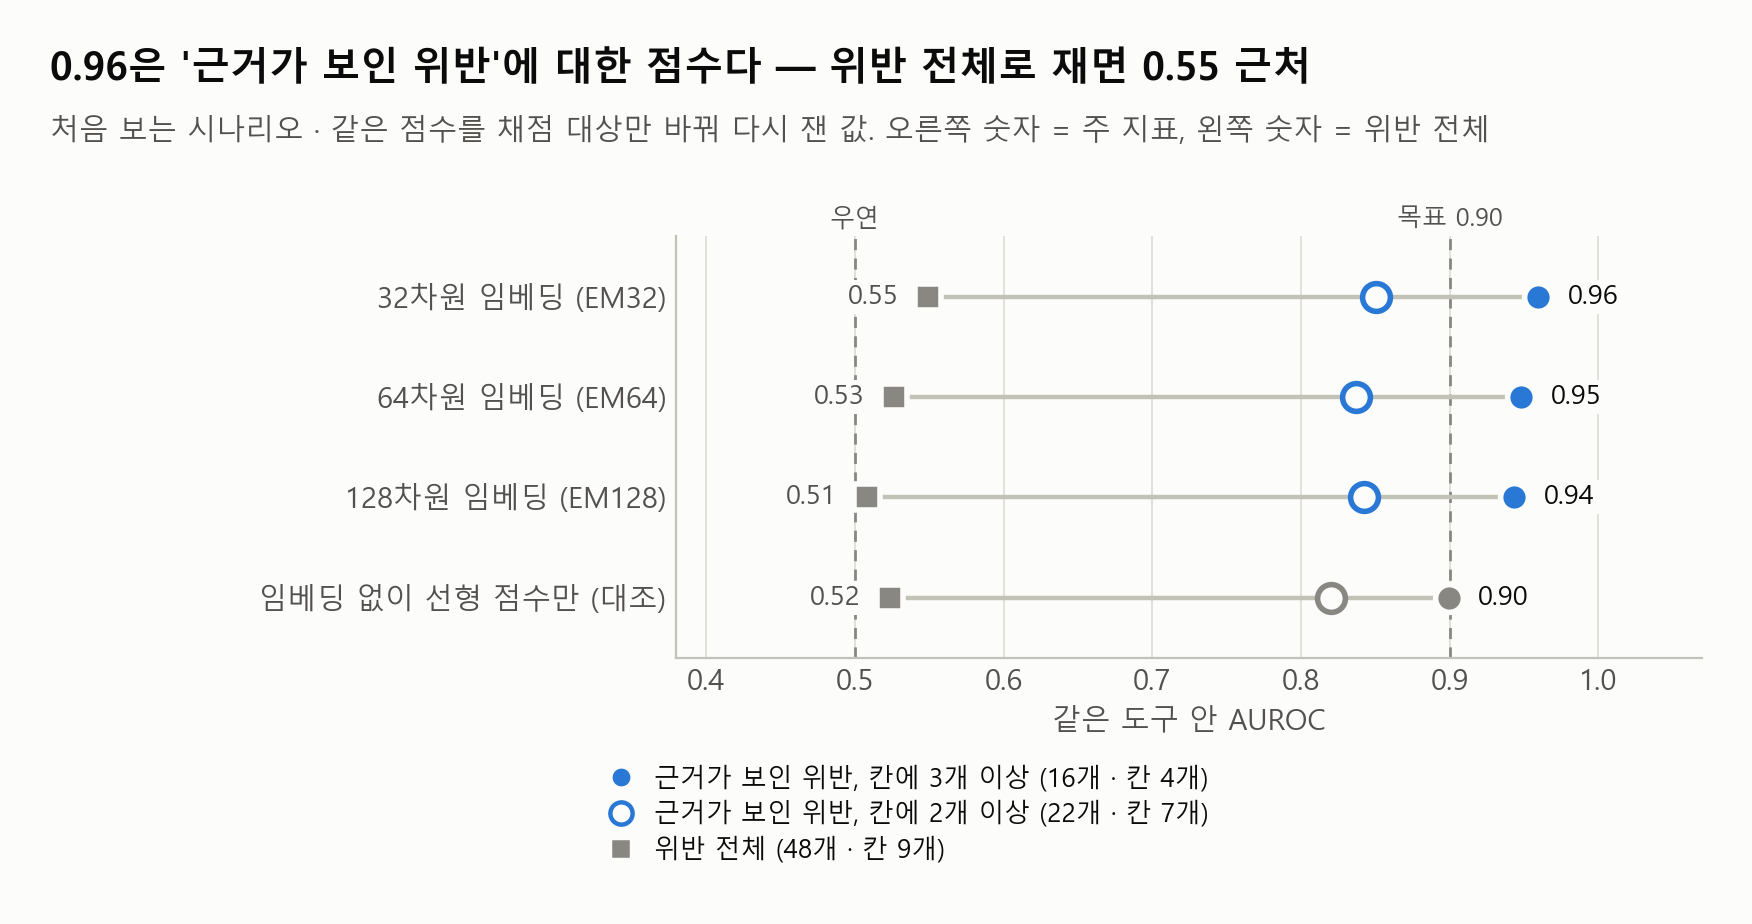 0.96은 '근거가 보인 위반'에 대한 점수다 — 위반 전체로 재면 0.55 근처
처음 보는 시나리오 · 같은 점수를 채점 대상만 바꿔 다시 잰 값. 오른쪽 숫자 = 주 지표, 왼쪽 숫자 = 위반 전체
우연
목표 0.90
32차원 임베딩 (EM32)
0.55
0.96
64차원 임베딩 (EM64)
0.53
0.95
128차원 임베딩 (EM128)
0.51
0.94
임베딩 없이 선형 점수만 (대조)
0.52
0.90
0.4
0.5
0.6
0.7
0.8
0.9
1.0
같은 도구 안 AUROC
근거가 보인 위반, 칸에 3개 이상 (16개 · 칸 4개)
근거가 보인 위반, 칸에 2개 이상 (22개 · 칸 7개)
위반 전체 (48개 · 칸 9개)